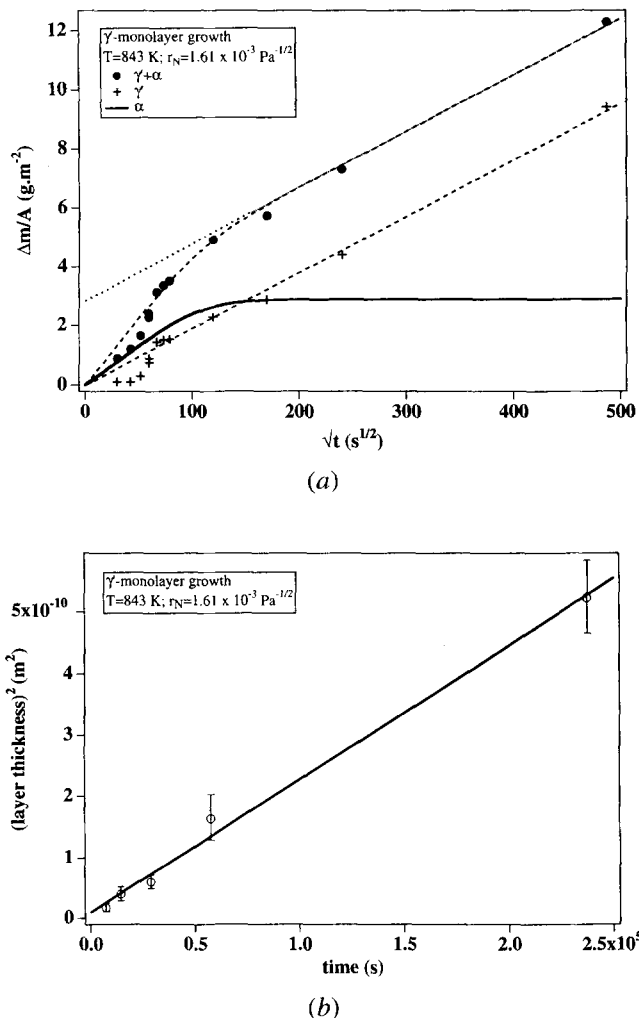 γ'-monolayer growth
T=843 K; r_N=1.61 x 10^-3 Pa^-1/2
γ'+α
γ'
α
12
10
8
6
4
2
0
Δm/A (g.m^-2)
0
100
200
300
400
500
√t (s^1/2)
(a)
γ'-monolayer growth
T=843 K; r_N=1.61 x 10^-3 Pa^-1/2
5x10^-10
4
3
2
1
0
(layer thickness)^2 (m^2)
0.0
0.5
1.0
1.5
2.0
2.5x10^5
time (s)
(b)